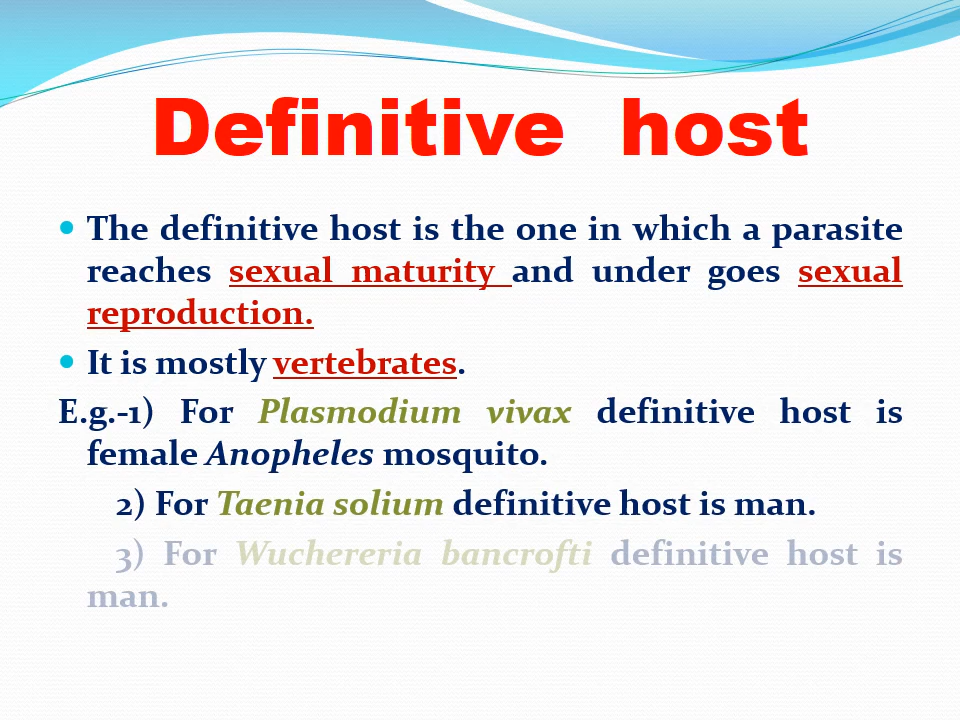 Definitive host
The definitive host is the one in which a parasite
reaches sexual maturity and under goes sexual
reproduction.
It is mostly vertebrates.
E.g.-1) For Plasmodium vivax definitive host is
female Anopheles mosquito.
2) For Taenia solium definitive host is man.
3) For Wuchereria bancrofti definitive host is
man.